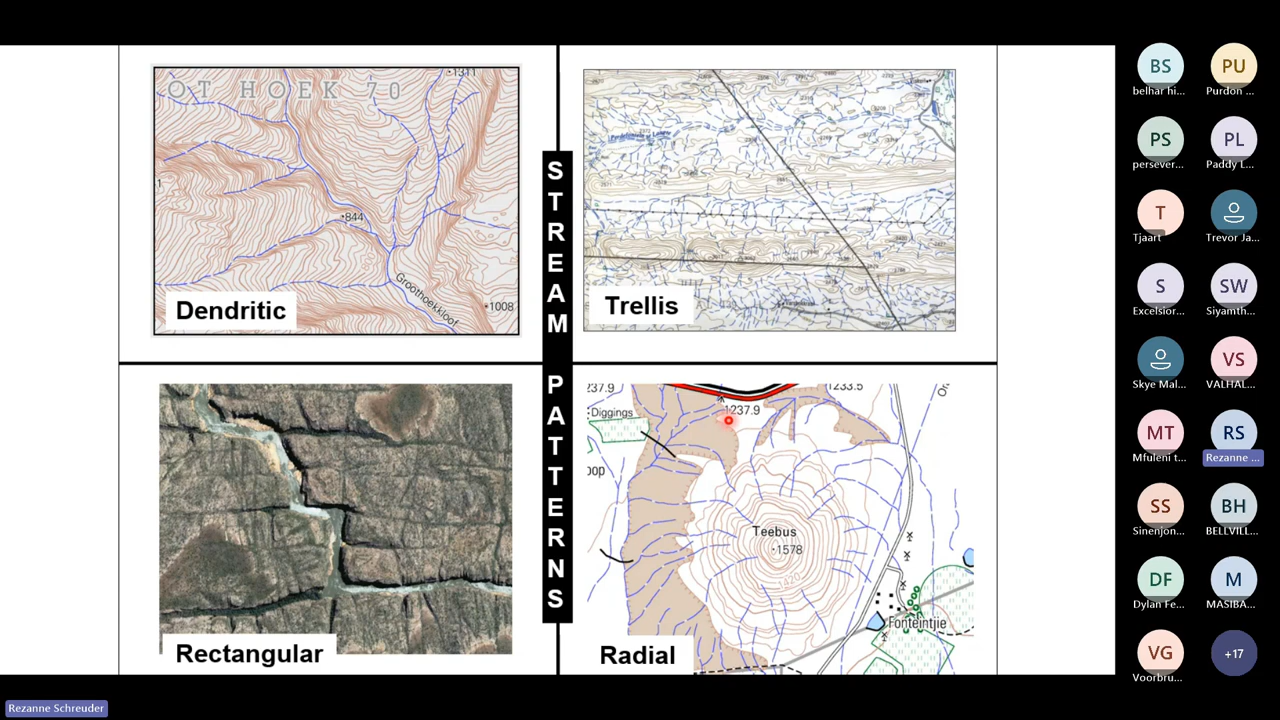 OT HOEK 70
1311
844
Groothoekkloof
1008
Dendritic
Trellis
STREAM PATTERNS
Rectangular
237.9
1237.9
1233.5
Diggings
oop
Teebus
1578
1420
Fonteintjie
Radial
BS
belhar hi...
PU
Purdon ...
PS
persever...
PL
Paddy L...
T
Tjaart
Trevor Ja...
S
Excelsior...
SW
Siyamth...
Skye Mal...
VS
VALHAL...
MT
Mfuleni t...
RS
Rezanne ...
SS
Sinenjon...
BH
BELLVILL...
DF
Dylan Fe...
M
MASIBA...
VG
Voorbru...
+17
Rezanne Schreuder